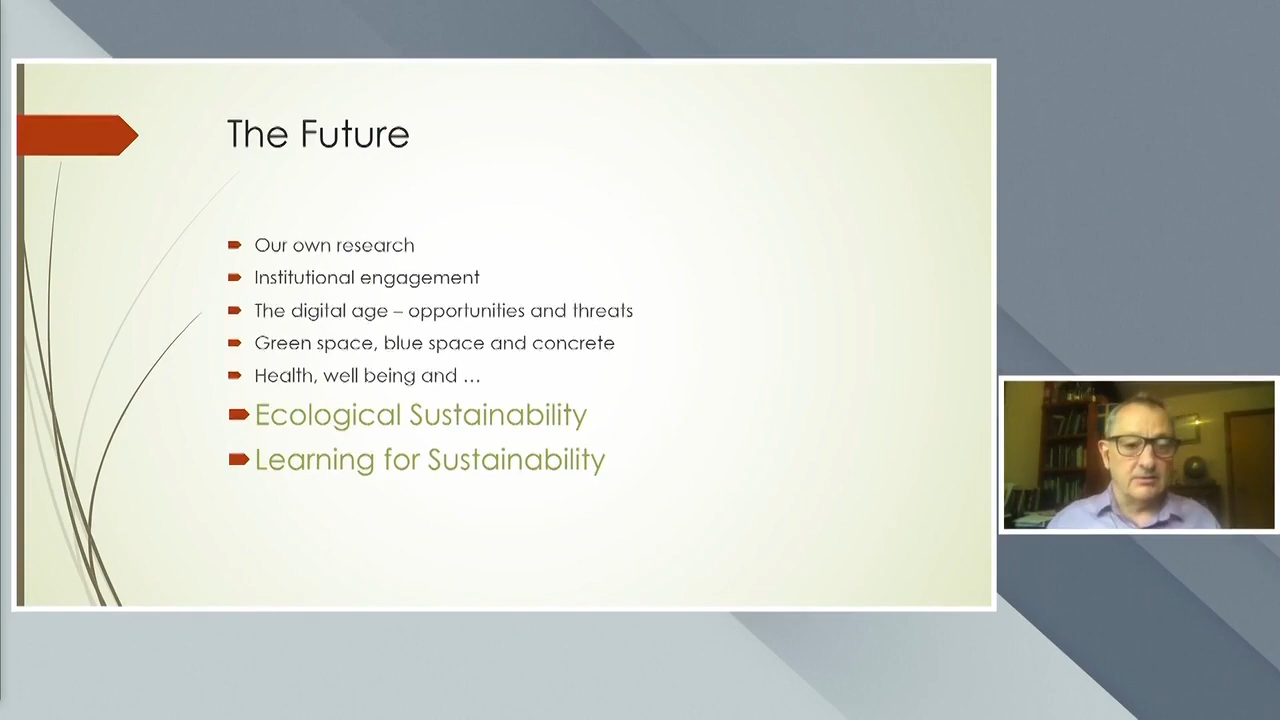 The Future
Our own research
Institutional engagement
The digital age – opportunities and threats
Green space, blue space and concrete
Health, well being and …
Ecological Sustainability
Learning for Sustainability